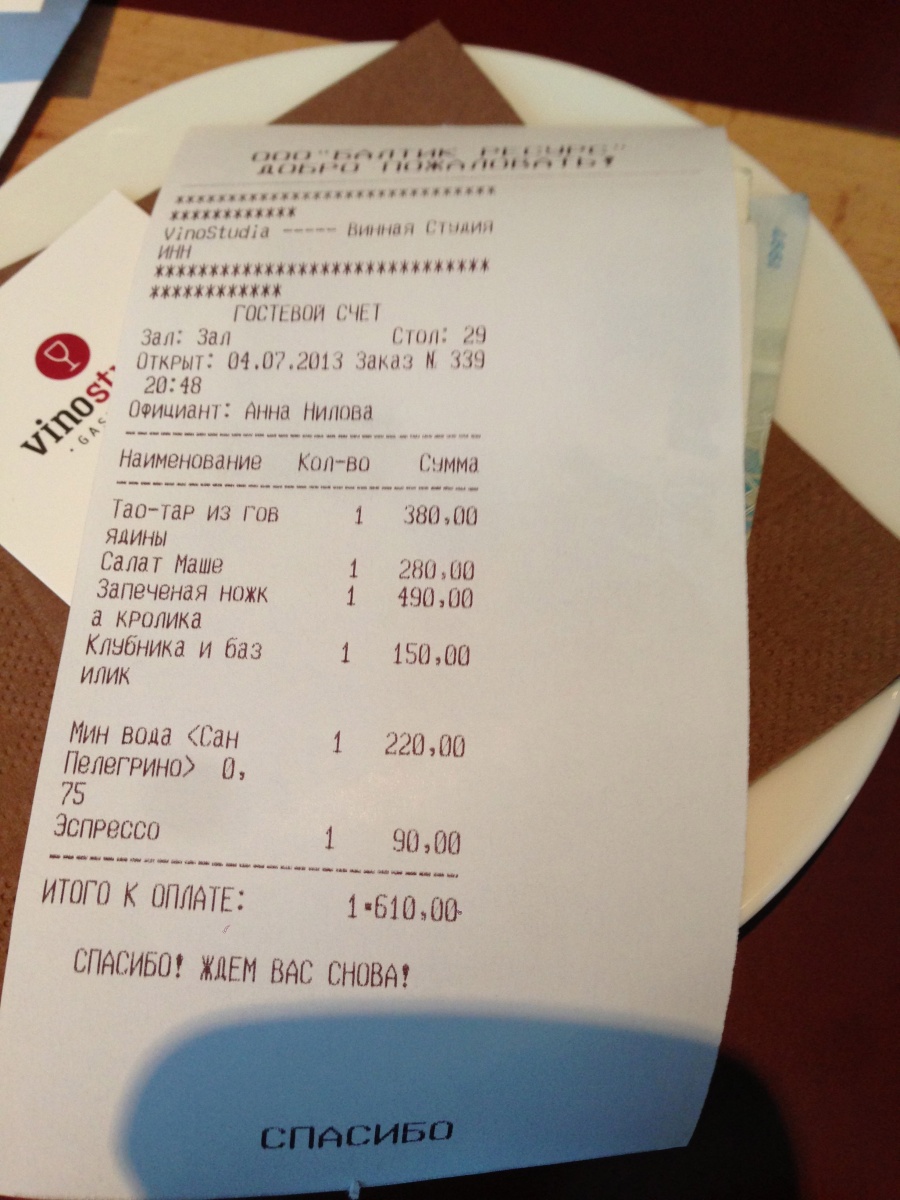 ООО "БАЛТИК РЕСУРС"
ДОБРО ПОЖАЛОВАТЬ!
*****************************
************
VinoStudia ----- Винная Студия
ИНН
*****************************
************
ГОСТЕВОЙ СЧЕТ
Зал: Зал Стол: 29
Открыт: 04.07.2013 Заказ № 339
20:48
Официант: Анна Нилова
Наименование Кол-во Сумма
Тао-тар из гов 1 380,00
ядины
Салат Маше 1 280,00
Запеченая ножк 1 490,00
а кролика
Клубника и баз 1 150,00
илик
Мин вода <Сан 1 220,00
Пелегрино> 0,
75
Эспрессо 1 90,00
ИТОГО К ОПЛАТЕ: 1 610,00
СПАСИБО! ЖДЕМ ВАС СНОВА!
СПАСИБО
vinost
GAS
1997